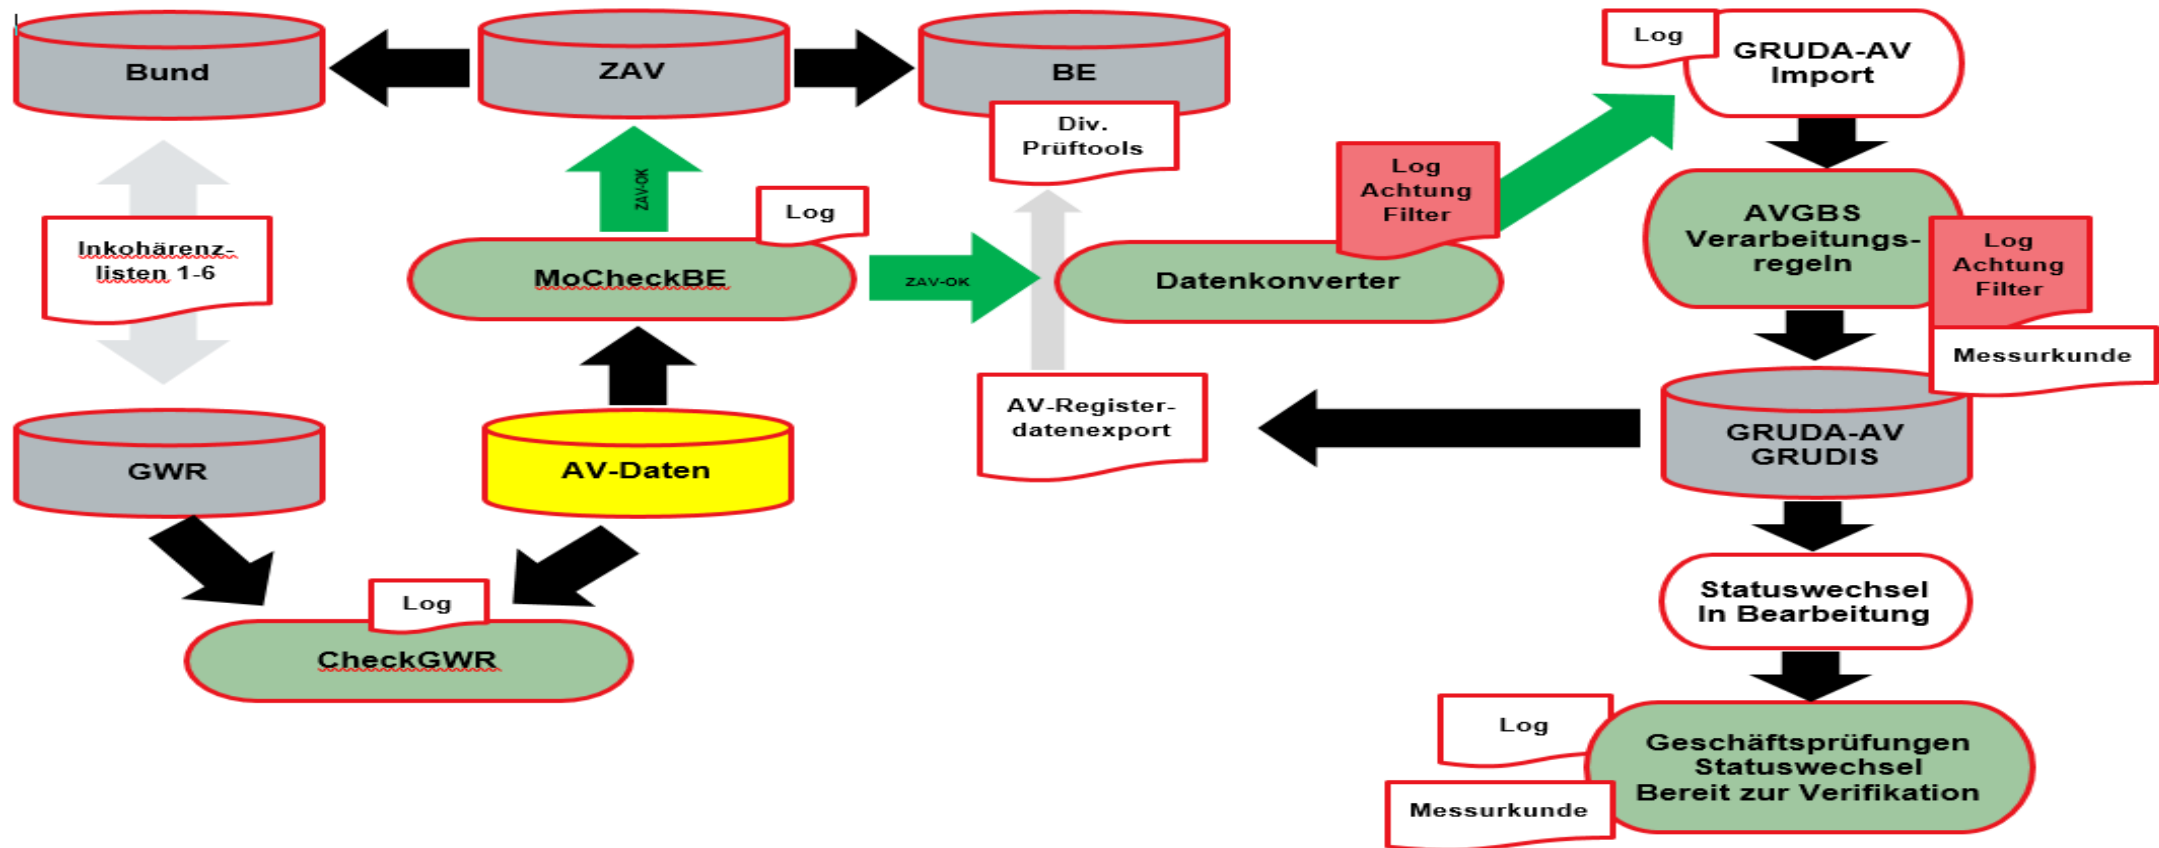 Bund
ZAV
BE
Div.
Prüftools
Log
GRUDA-AV
Import
Log
Achtung
Filter
AVGBS
Verarbeitungs-
regeln
Log
Achtung
Filter
Messurkunde
Inkohärenz-
listen 1-6
ZAV-OK
Log
MoCheckBE
ZAV-OK
Datenkonverter
AV-Register-
datenexport
GRUDA-AV
GRUDIS
GWR
AV-Daten
Log
CheckGWR
Statuswechsel
In Bearbeitung
Log
Messurkunde
Geschäftsprüfungen
Statuswechsel
Bereit zur Verifikation